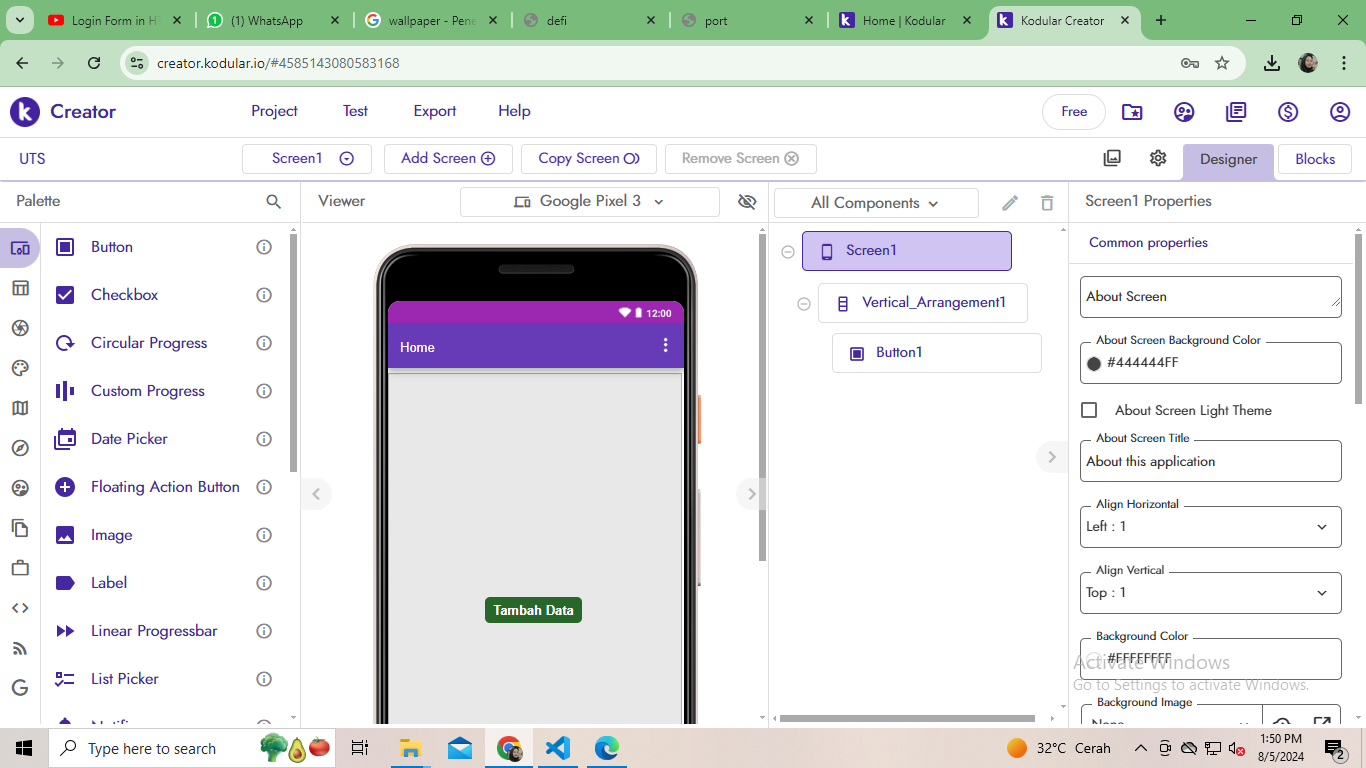 Login Form in HT
(1) WhatsApp
wallpaper - Pene
defi
port
Home | Kodular
Kodular Creator
creator.kodular.io/#4585143080583168
Creator
Project
Test
Export
Help
Free
UTS
Screen1
Add Screen
Copy Screen
Remove Screen
Designer
Blocks
Palette
Viewer
Google Pixel 3
All Components
Screen1 Properties
Button
Checkbox
Circular Progress
Custom Progress
Date Picker
Floating Action Button
Image
Label
Linear Progressbar
List Picker
12:00
Home
Tambah Data
Screen1
Vertical_Arrangement1
Button1
Common properties
About Screen
About Screen Background Color
#444444FF
About Screen Light Theme
About Screen Title
About this application
Align Horizontal
Left : 1
Align Vertical
Top : 1
Background Color
#FFFFFFFF
Activate Windows
Go to Settings to activate Windows.
Background Image
None
Type here to search
32°C Cerah
1:50 PM
8/5/2024
2